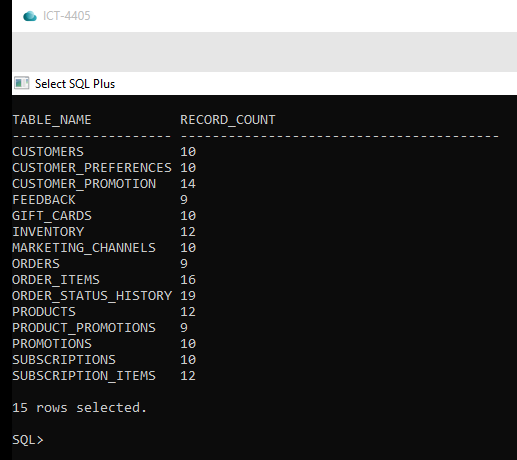 ICT-4405
Select SQL Plus
TABLE_NAME RECORD_COUNT
-------------------- ----------------------------------------
CUSTOMERS 10
CUSTOMER_PREFERENCES 10
CUSTOMER_PROMOTION 14
FEEDBACK 9
GIFT_CARDS 10
INVENTORY 12
MARKETING_CHANNELS 10
ORDERS 9
ORDER_ITEMS 16
ORDER_STATUS_HISTORY 19
PRODUCTS 12
PRODUCT_PROMOTIONS 9
PROMOTIONS 10
SUBSCRIPTIONS 10
SUBSCRIPTION_ITEMS 12
15 rows selected.
SQL>